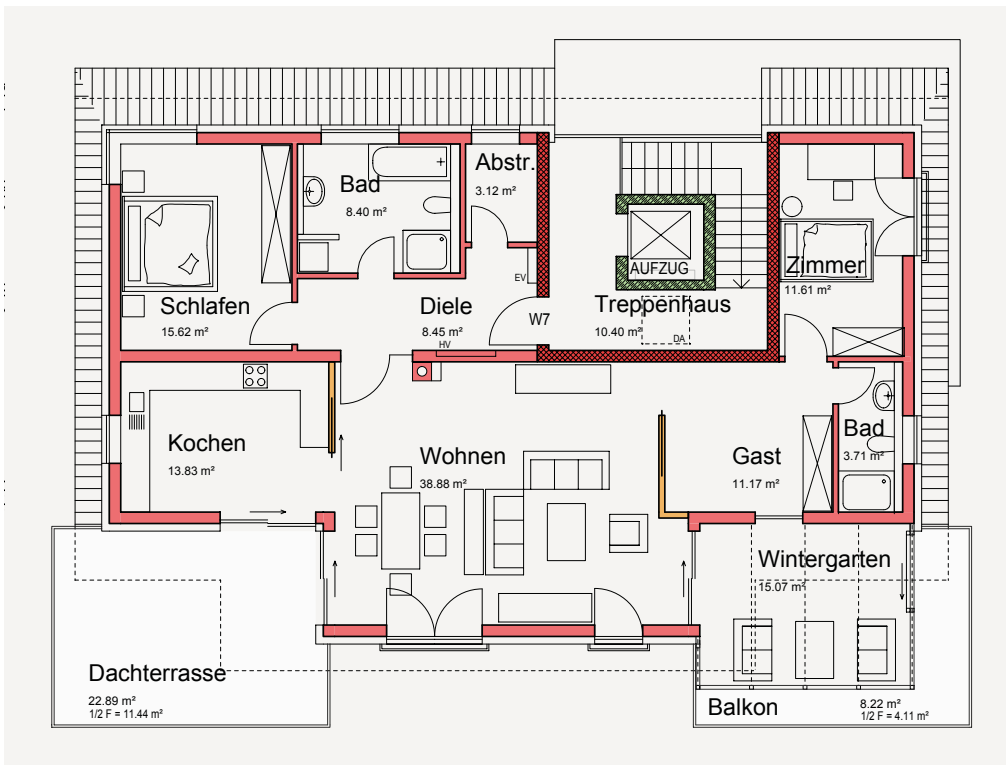 Abstr.
3.12 m²
Bad
8.40 m²
AUFZUG
Zimmer
11.61 m²
EV
Schlafen
15.62 m²
Diele
8.45 m²
HV
W7
Treppenhaus
10.40 m²
DA
Kochen
13.83 m²
Wohnen
38.88 m²
Gast
11.17 m²
Bad
3.71 m²
Wintergarten
15.07 m²
Dachterrasse
22.89 m²
1/2 F = 11.44 m²
Balkon
8.22 m²
1/2 F = 4.11 m²